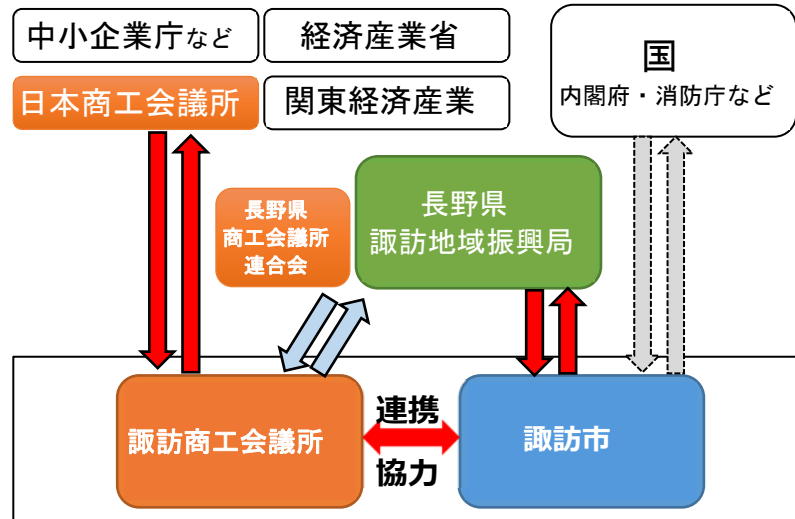 中小企業庁など
経済産業省
日本商工会議所
関東経済産業
国
内閣府・消防庁など
長野県
商工会議所
連合会
長野県
諏訪地域振興局
諏訪商工会議所
連携
協力
諏訪市